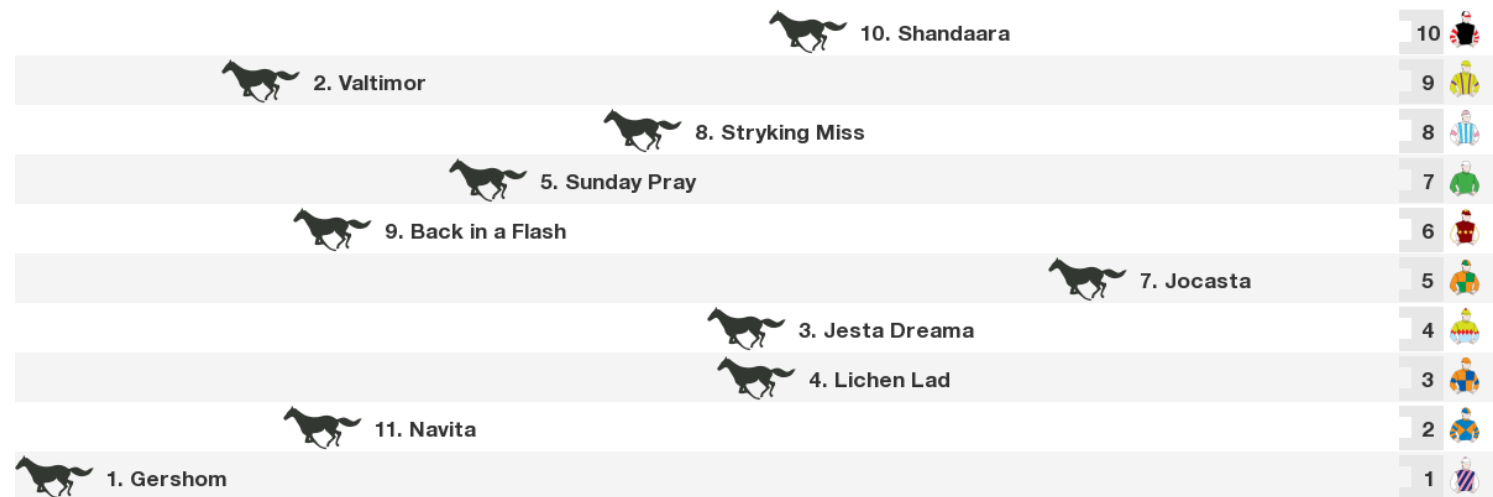 10. Shandaara 10
2. Valtimor 9
8. Stryking Miss 8
5. Sunday Pray 7
9. Back in a Flash 6
7. Jocasta 5
3. Jesta Dreama 4
4. Lichen Lad 3
11. Navita 2
1. Gershom 1